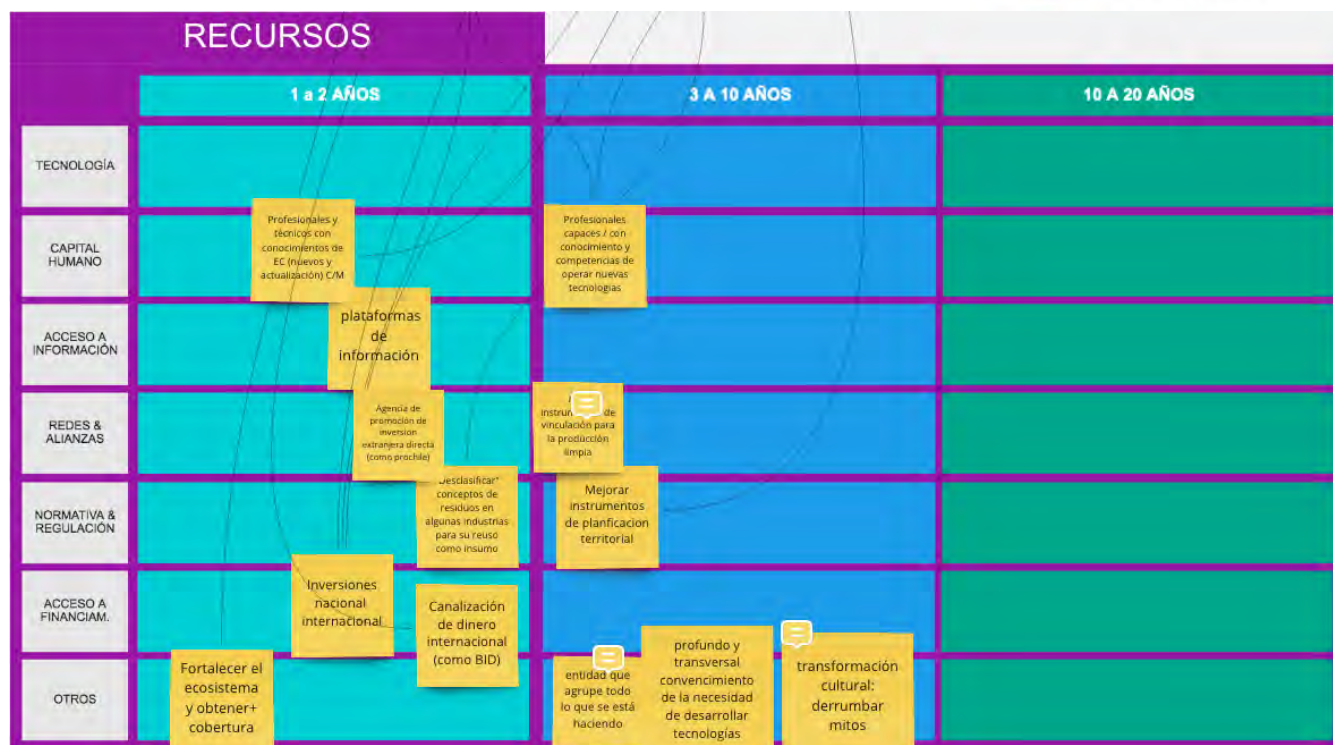 RECURSOS
1 a 2 AÑOS
3 A 10 AÑOS
10 A 20 AÑOS
TECNOLOGÍA
CAPITAL
HUMANO
Profesionales y
técnicos con
conocimientos de
EC (nuevos y
actualización) C/M
Profesionales
capaces / con
conocimiento y
competencias de
operar nuevas
tecnologias
ACCESO A
INFORMACIÓN
plataformas
de
información
REDES &
ALIANZAS
Agencia de
promoción de
inversion
extranjera directa
(como prochile)
de
vinculación para
la producción
limpia
NORMATIVA &
REGULACIÓN
"Desclasificar"
conceptos de
residuos en
algunas industrias
para su reuso
como insumo
Mejorar
instrumentos
de planficacion
territorial
ACCESO A
FINANCIAM.
Inversiones
nacional
internacional
Canalización
de dinero
internacional
(como BID)
OTROS
Fortalecer el
ecosistema
y obtener+
cobertura
entidad que
agrupe todo
lo que se está
haciendo
profundo y
transversal
convencimiento
de la necesidad
de desarrollar
tecnologías
transformación
cultural:
derrumbar
mitos